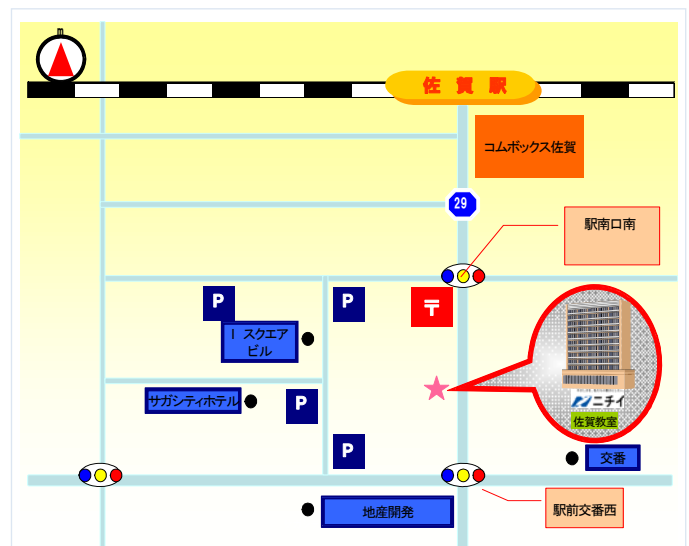 佐 賀 駅
コムボックス佐賀
29
駅南口南
P
P
〒
I スクエア
ビル
サガシティホテル
P
ニチイ
佐賀教室
P
交番
地産開発
駅前交番西